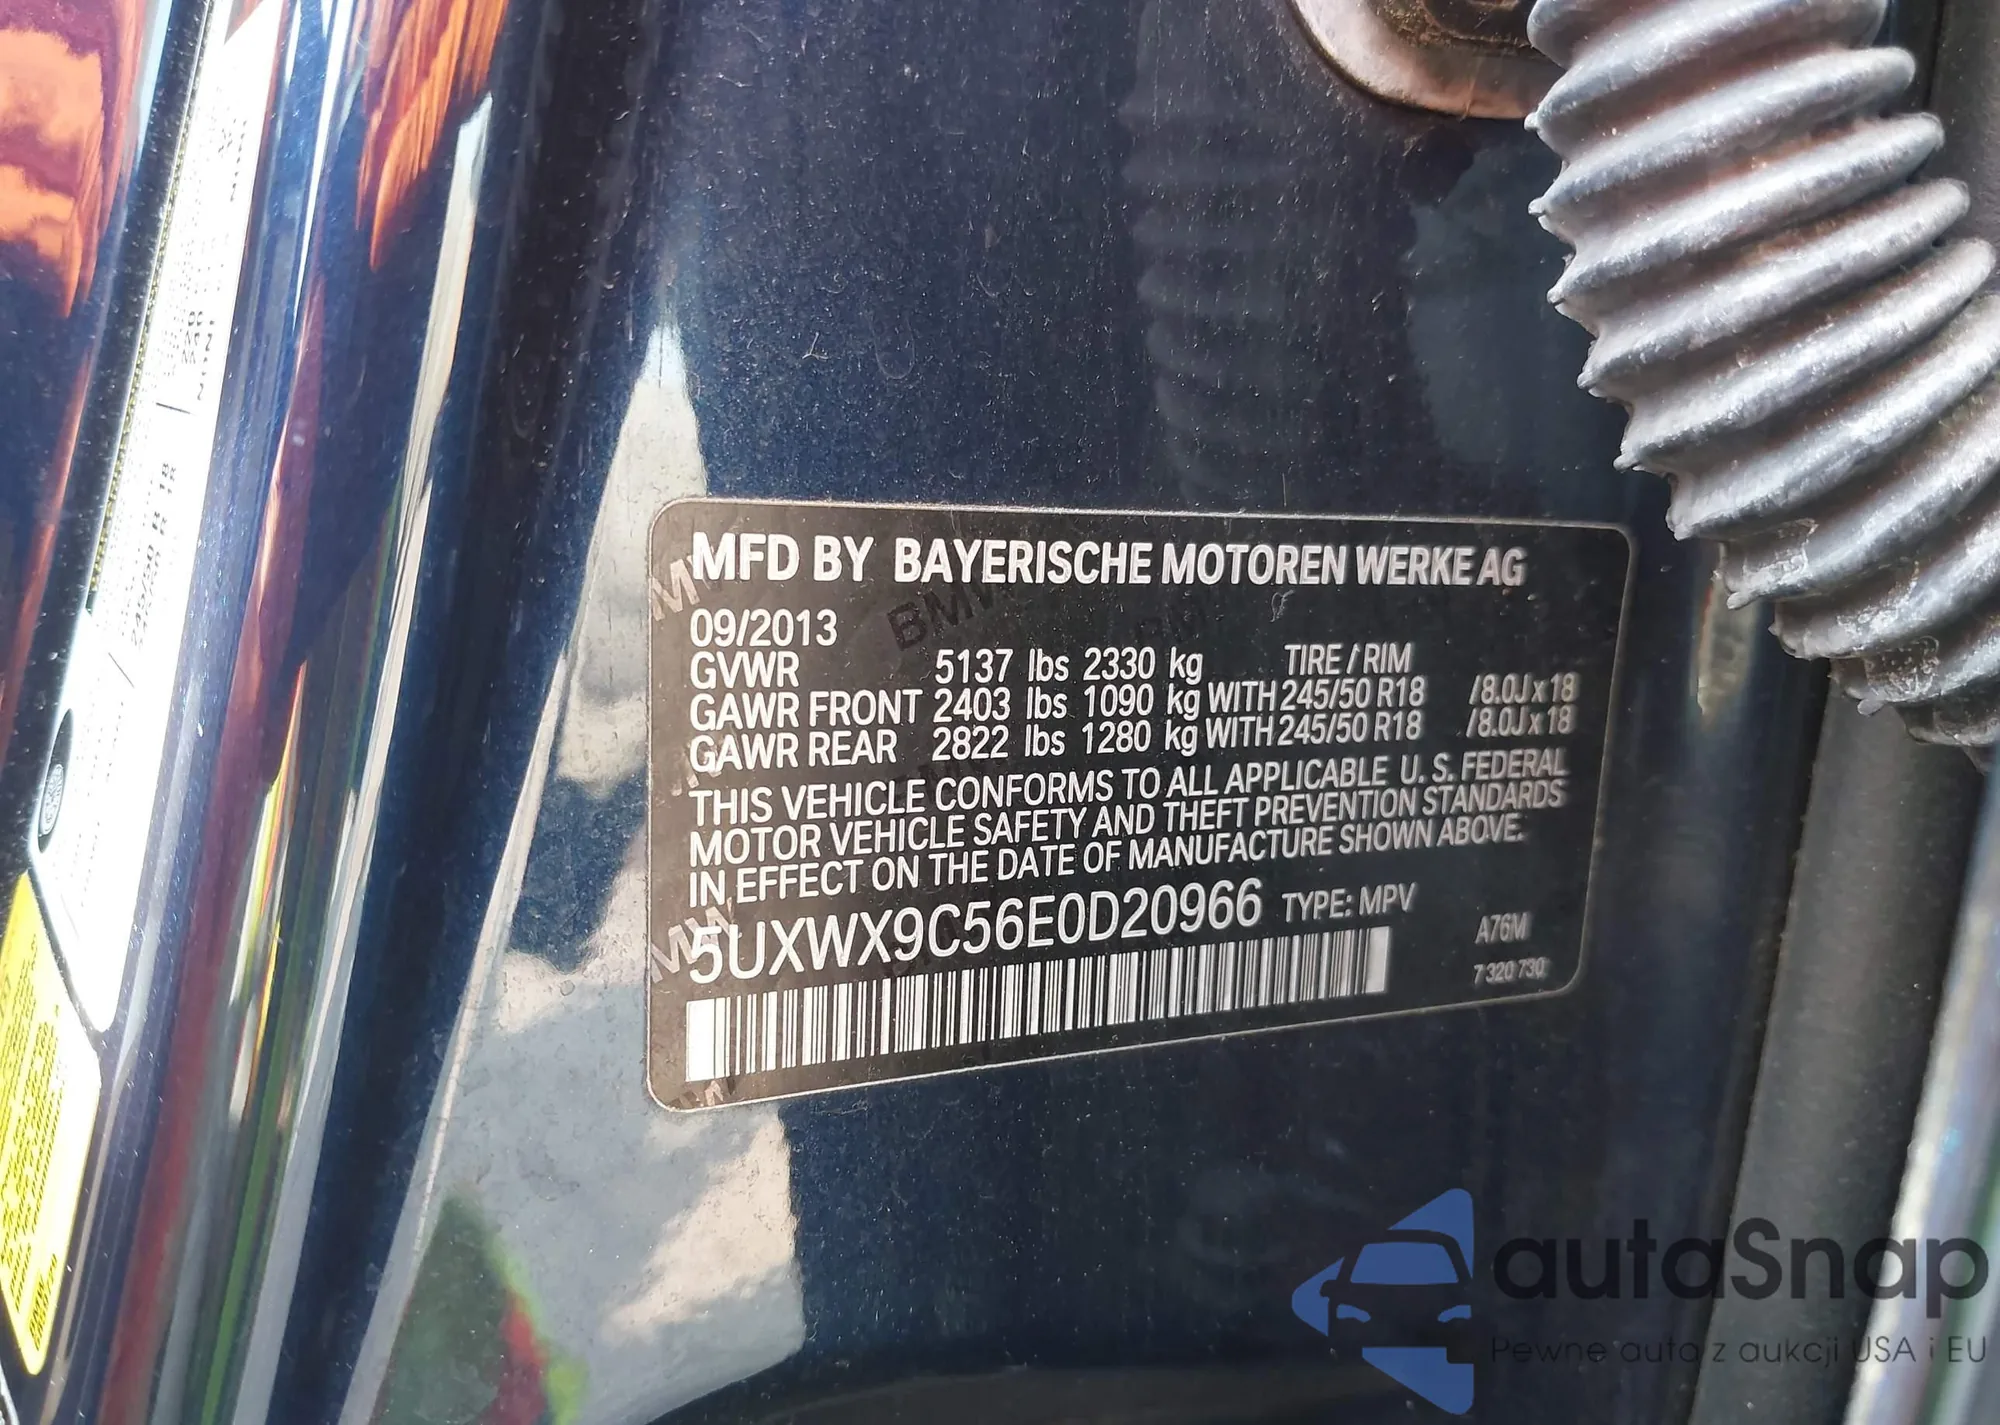 MFD BY BAYERISCHE MOTOREN WERKE AG
09/2013
GVWR 5137 lbs 2330 kg TIRE / RIM
GAWR FRONT 2403 lbs 1090 kg WITH 245/50 R18 /8.0J x 18
GAWR REAR 2822 lbs 1280 kg WITH 245/50 R18 /8.0J x 18
THIS VEHICLE CONFORMS TO ALL APPLICABLE U. S. FEDERAL
MOTOR VEHICLE SAFETY AND THEFT PREVENTION STANDARDS
IN EFFECT ON THE DATE OF MANUFACTURE SHOWN ABOVE.
5UXWX9C56E0D20966 TYPE: MPV
A76M
7 320 730
autaSnap
Pewne auta z aukcji USA i EU